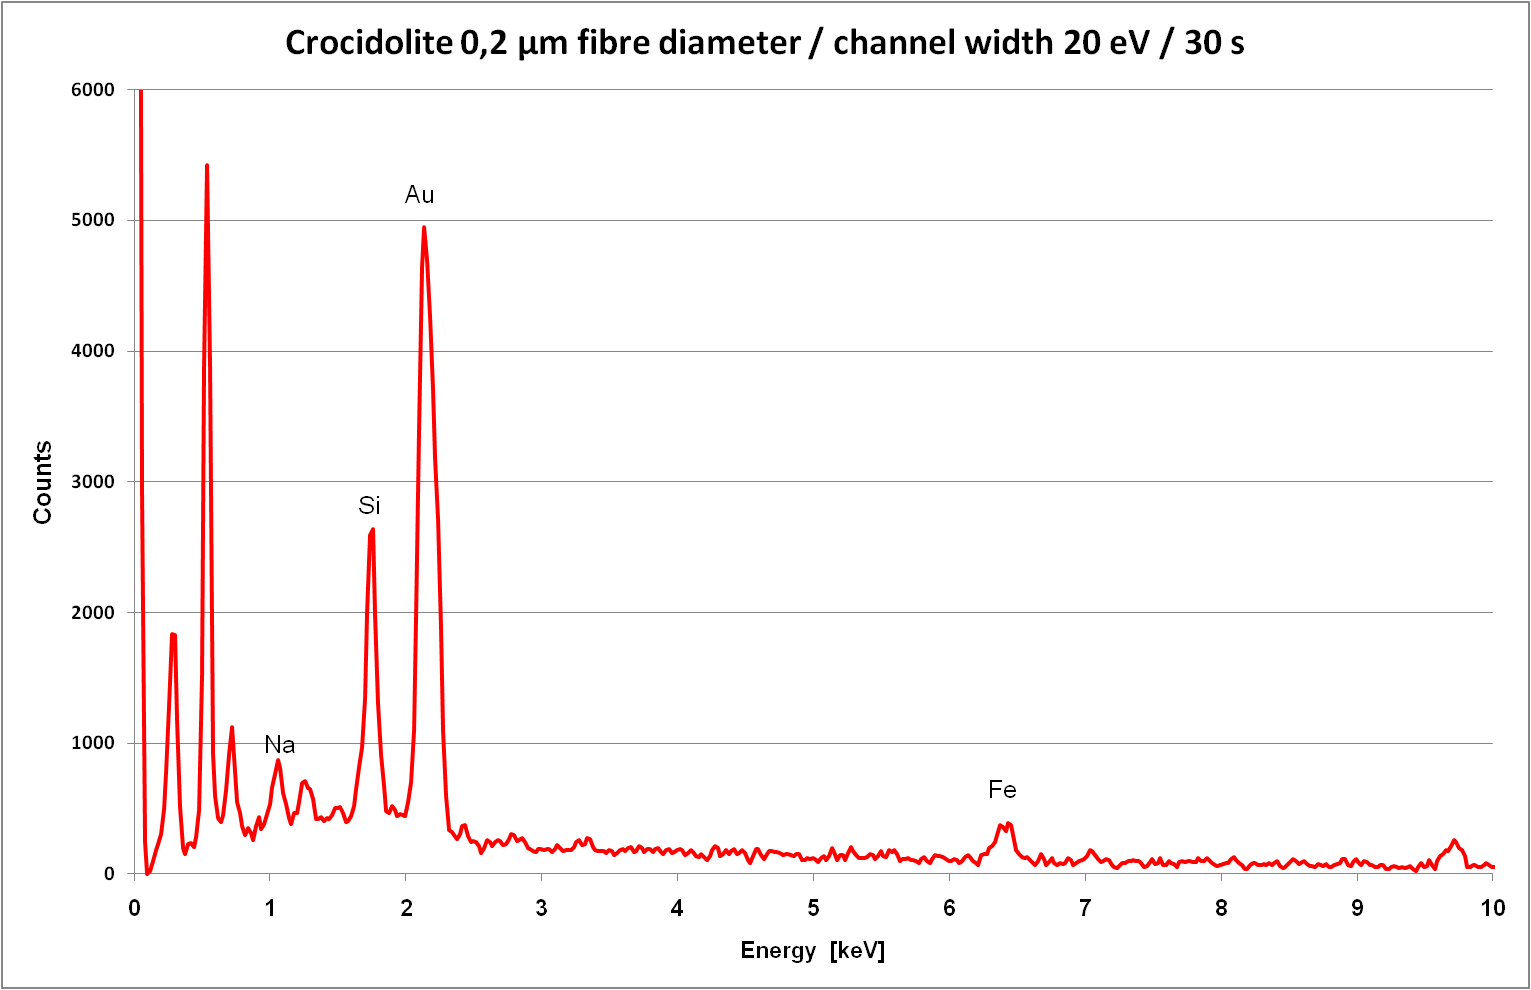 Crocidolite 0,2 µm fibre diameter / channel width 20 eV / 30 s
6000
5000
4000
3000
2000
1000
0
Counts
Au
Si
Na
Fe
0 1 2 3 4 5 6 7 8 9 10
Energy [keV]